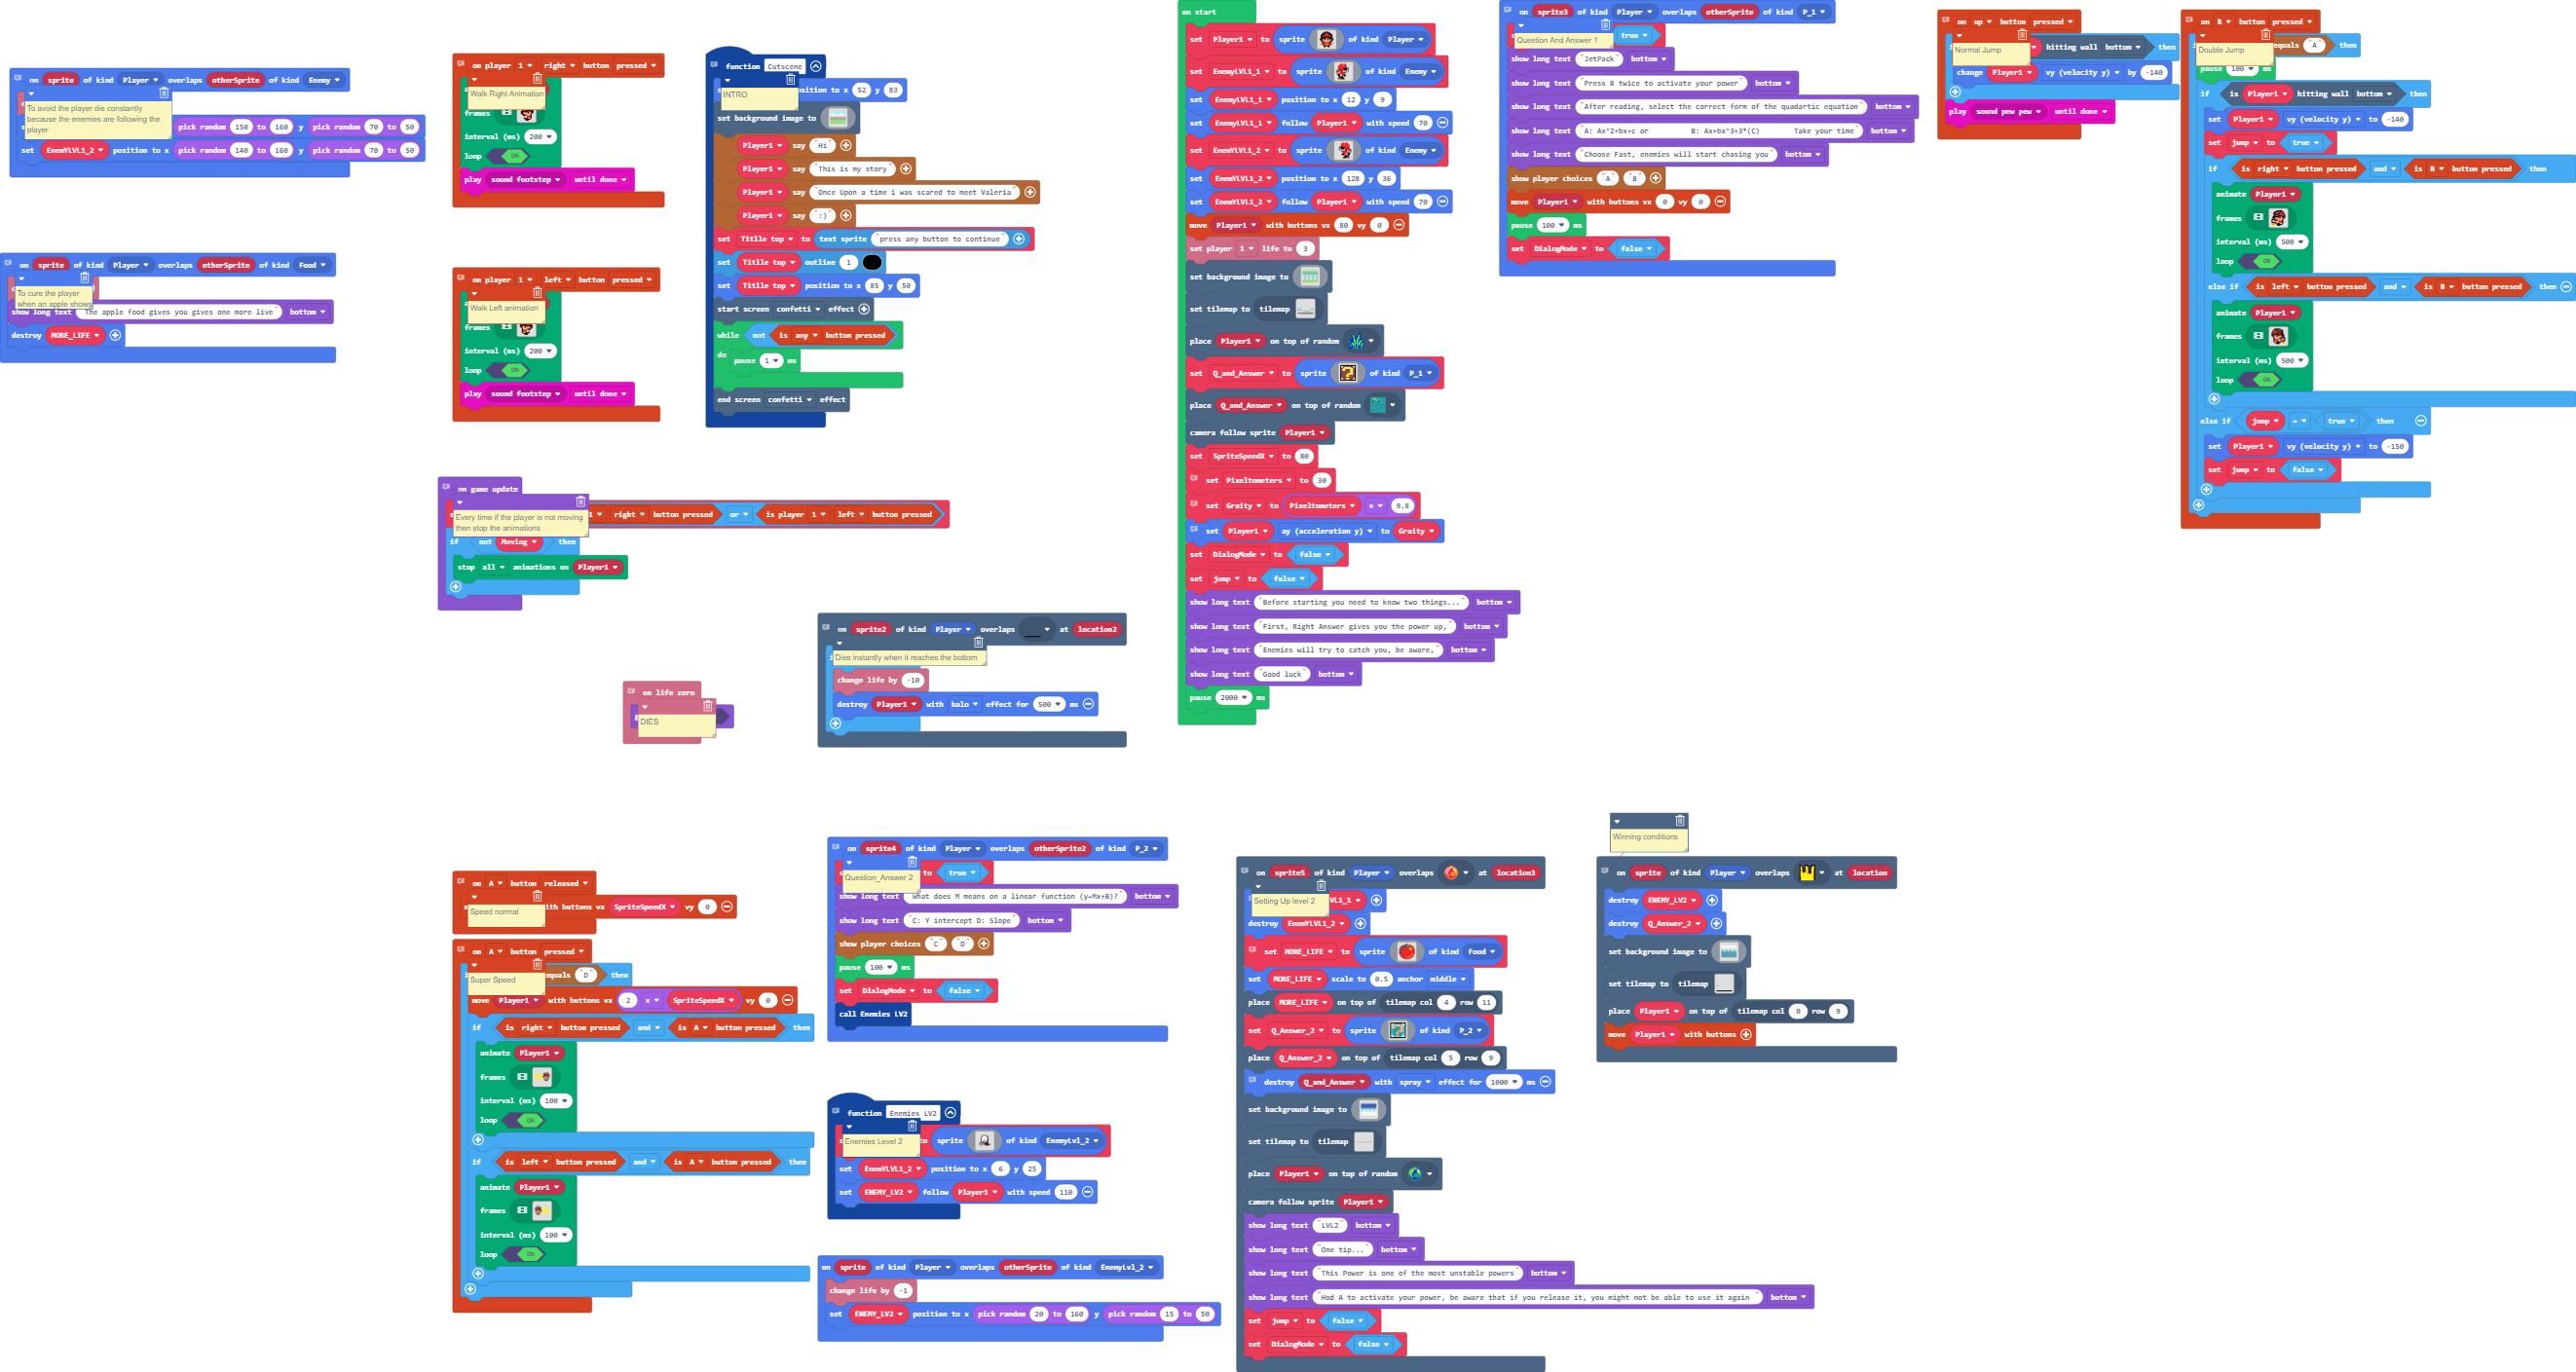 on sprite of kind Player overlaps otherSprite of kind Enemy
To avoid the player die constantly
because the enemies are following the
player
pick random 150 to 160 y pick random 70 to 50
set EnemYLVL1_2 position to x pick random 140 to 160 y pick random 70 to 50
on sprite of kind Player overlaps otherSprite of kind Food
To cure the player
when an apple shows
show long text "The apple food gives you gives one more live" bottom
destroy MORE_LIFE
on player 1 right button pressed
Walk Right Animation
frames
interval (ms) 200
loop ON
play sound footstep until done
on player 1 left button pressed
Walk Left animation
frames
interval (ms) 200
loop ON
play sound footstep until done
function Cutscene
INTRO
position to x 52 y 83
set background image to
Player1 say "Hi"
Player1 say "This is my story"
Player1 say "Once Upon a time i was scared to meet Valeria"
Player1 say ":)"
set Titlle top to text sprite "press any button to continue"
set Titlle top outline 1
set Titlle top position to x 85 y 50
start screen confetti effect
while not is any button pressed
do
pause 1 ms
end screen confetti effect
on game update
Every time if the player is not moving
then stop the animations
1 right button pressed or is player 1 left button pressed
if not Moving then
stop all animations on Player1
on life zero
DIES
on sprite2 of kind Player overlaps at location2
Dies instantly when it reaches the bottom
change life by -10
destroy Player1 with halo effect for 500 ms
on start
set Player1 to sprite of kind Player
set EnemyLVL1_1 to sprite of kind Enemy
set EnemyLVL1_1 position to x 12 y 9
set EnemyLVL1_1 follow Player1 with speed 70
set EnemYLVL1_2 to sprite of kind Enemy
set EnemYLVL1_2 position to x 128 y 36
set EnemYLVL1_2 follow Player1 with speed 70
move Player1 with buttons vx 80 vy 0
set player 1 life to 3
set background image to
set tilemap to tilemap
place Player1 on top of random
set Q_and_Answer to sprite of kind P_1
place Q_and_Answer on top of random
camera follow sprite Player1
set SpriteSpeedX to 80
set Pixeltometers to 30
set Graity to Pixeltometers x 9.8
set Player1 ay (acceleration y) to Graity
set DialogMode to false
set jump to false
show long text "Before starting you need to know two things..." bottom
show long text "First, Right Answer gives you the power up," bottom
show long text "Enemies will try to catch you, be aware," bottom
show long text "Good luck" bottom
pause 2000 ms
on sprite3 of kind Player overlaps otherSprite of kind P_1
Question And Answer 1
true
show long text "JetPack" bottom
show long text "Press B twice to activate your power" bottom
show long text "After reading, select the correct form of the quadartic equation" bottom
show long text "A: Ax^2+bx+c or B: Ax+bx^3+3*(C) Take your time" bottom
show long text "Choose Fast, enemies will start chasing you" bottom
show player choices "A" "B"
move Player1 with buttons vx 0 vy 0
pause 100 ms
set DialogMode to false
on up button pressed
Normal Jump
hitting wall bottom then
change Player1 vy (velocity y) by -140
play sound pew pew until done
on B button pressed
Double Jump
equals "A" then
pause 100 ms
if is Player1 hitting wall bottom then
set Player1 vy (velocity y) to -140
set jump to true
if is right button pressed and is B button pressed then
animate Player1
frames
interval (ms) 500
loop ON
else if is left button pressed and is B button pressed then
animate Player1
frames
interval (ms) 500
loop ON
else if jump = true then
set Player1 vy (velocity y) to -150
set jump to false
on A button released
Speed normal
with buttons vx SpriteSpeedX vy 0
on A button pressed
Super Speed
equals "D" then
move Player1 with buttons vx 2 x SpriteSpeedX vy 0
if is right button pressed and is A button pressed then
animate Player1
frames
interval (ms) 100
loop ON
if is left button pressed and is A button pressed then
animate Player1
frames
interval (ms) 100
loop ON
on sprite4 of kind Player overlaps otherSprite2 of kind P_2
Question_Answer 2
to true
show long text "What does M means on a linear function (y=Mx+B)?" bottom
show long text "C: Y intercept D: Slope" bottom
show player choices "C" "D"
pause 100 ms
set DialogMode to false
call Enemies LV2
function Enemies LV2
Enemies Level 2
to sprite of kind EnemyLvl_2
set EnemYLVL1_2 position to x 6 y 25
set ENEMY_LV2 follow Player1 with speed 110
on sprite of kind Player overlaps otherSprite of kind EnemyLvl_2
change life by -1
set ENEMY_LV2 position to x pick random 20 to 160 y pick random 15 to 50
on sprite5 of kind Player overlaps at location3
Setting Up level 2
VL1_1
destroy EnemYLVL1_2
set MORE_LIFE to sprite of kind Food
set MORE_LIFE scale to 0.5 anchor middle
place MORE_LIFE on top of tilemap col 4 row 11
set Q_Answer_2 to sprite of kind P_2
place Q_Answer_2 on top of tilemap col 5 row 9
destroy Q_and_Answer with spray effect for 1000 ms
set background image to
set tilemap to tilemap
place Player1 on top of random
camera follow sprite Player1
show long text "LVL2" bottom
show long text "One tip..." bottom
show long text "This Power is one of the most unstable powers" bottom
show long text "Hod A to activate your power, be aware that if you release it, you might not be able to use it again" bottom
set jump to false
set DialogMode to false
Winning conditions
on sprite of kind Player overlaps at location
destroy ENEMY_LV2
destroy Q_Answer_2
set background image to
set tilemap to tilemap
place Player1 on top of tilemap col 0 row 9
move Player1 with buttons